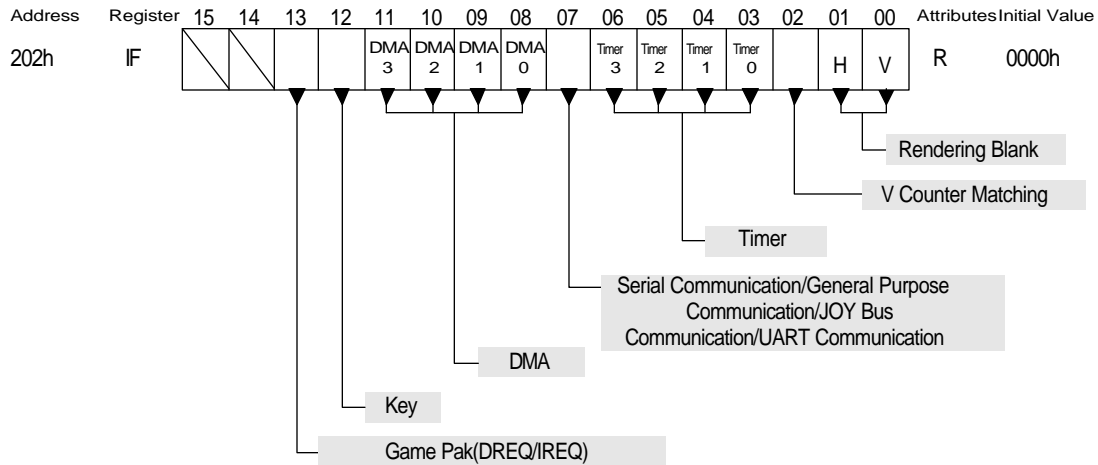 Address Register 15 14 13 12 11 10 09 08 07 06 05 04 03 02 01 00 Attributes Initial Value
202h IF DMA 3 DMA 2 DMA 1 DMA 0 Timer 3 Timer 2 Timer 1 Timer 0 H V R 0000h
Rendering Blank
V Counter Matching
Timer
Serial Communication/General Purpose
Communication/JOY Bus
Communication/UART Communication
DMA
Key
Game Pak(DREQ/IREQ)